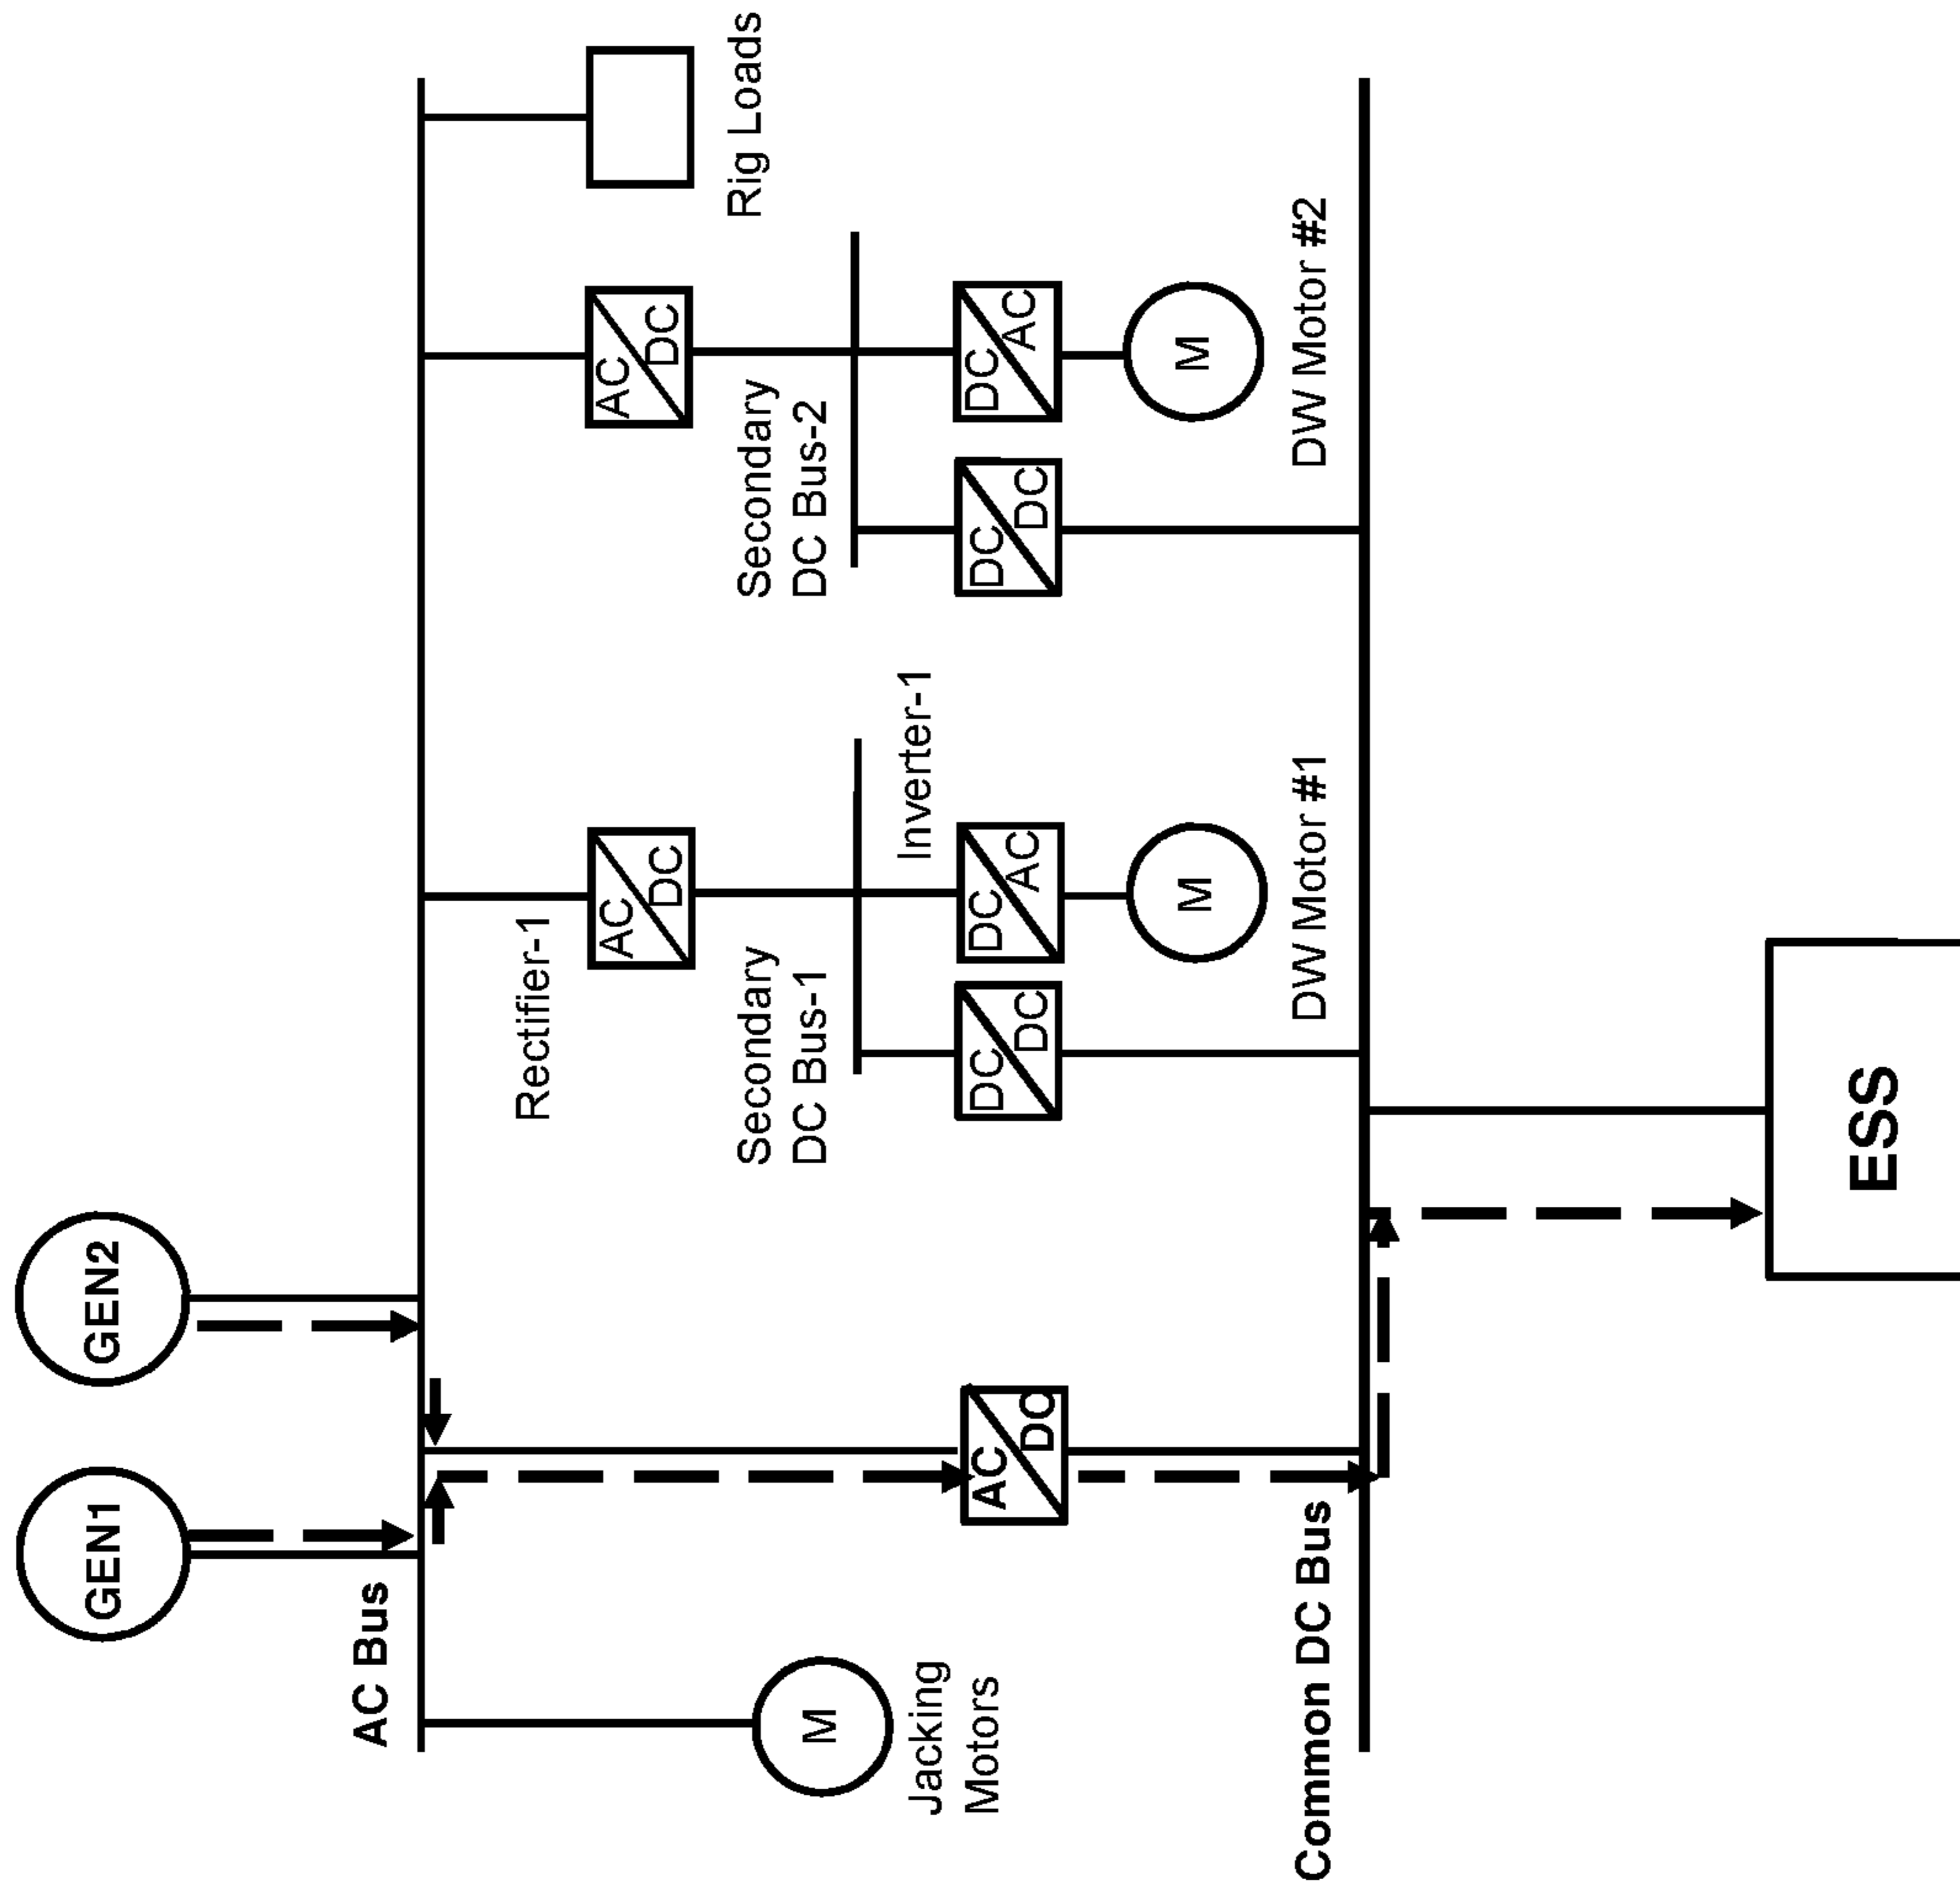 GEN1
GEN2
AC Bus
Rectifier-1
AC
DC
AC
DC
Rig Loads
Secondary
DC Bus-1
Secondary
DC Bus-2
Inverter-1
M
Jacking
Motors
AC
DC
DC
DC
DC
AC
DC
DC
DC
AC
M
M
DW Motor #1
DW Motor #2
Common DC Bus
ESS